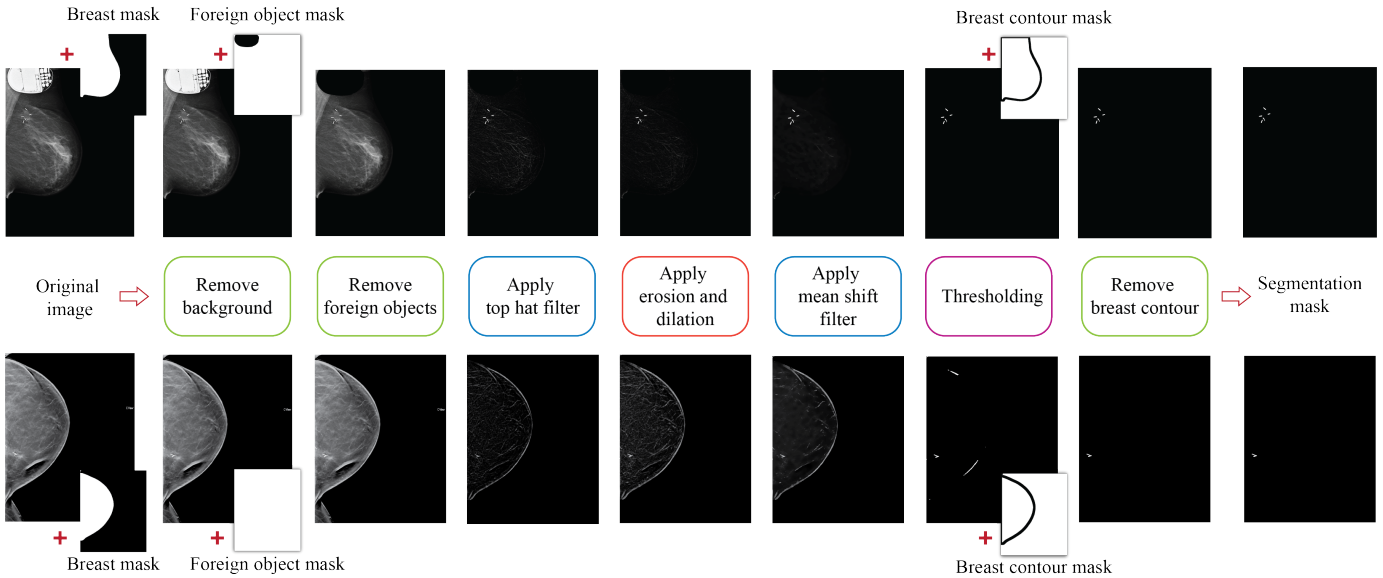 Breast mask
Foreign object mask
Breast contour mask
Original
image
Remove
background
Remove
foreign objects
Apply
top hat filter
Apply
erosion and
dilation
Apply
mean shift
filter
Thresholding
Remove
breast contour
Segmentation
mask
Breast mask
Foreign object mask
Breast contour mask